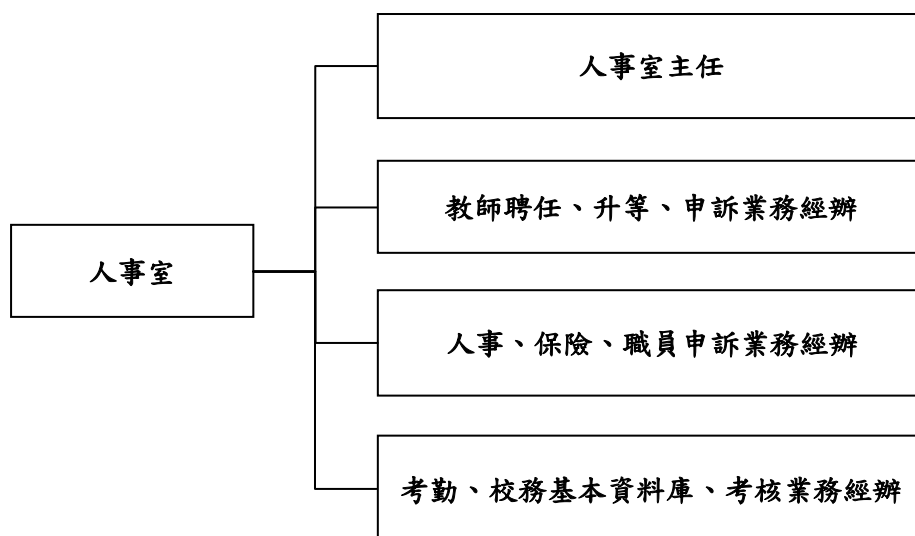 人事室主任
教師聘任、升等、申訴業務經辦
人事室
人事、保險、職員申訴業務經辦
考勤、校務基本資料庫、考核業務經辦